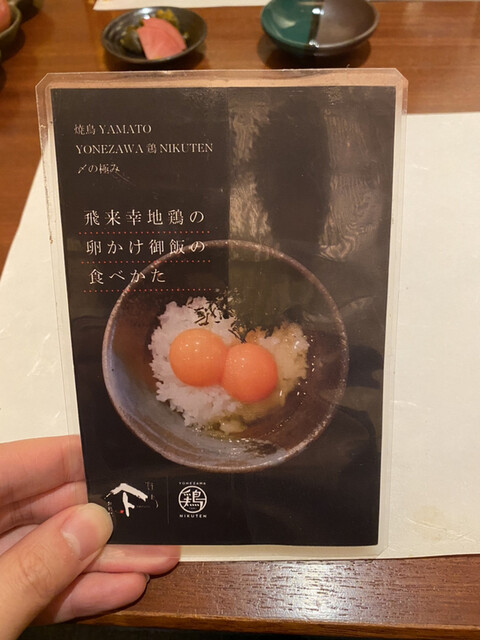 焼鳥 YAMATO
YONEZAWA 鶏 NIKUTEN
〆の極み
飛来幸地鶏の
卵かけ御飯の
食べかた
YONEZAWA
鶏
NIKUTEN